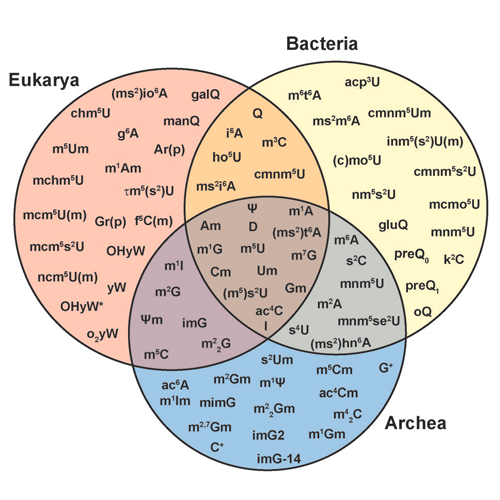 Bacteria
Eukarya
(ms²)io⁶A
galQ
chm⁵U
manQ
g⁶A
m⁵Um
Ar(p)
m¹Am
mchm⁵U
τm⁵(s²)U
mcm⁵U(m)
Gr(p)
f⁵C(m)
mcm⁵s²U
OHyW
ncm⁵U(m)
yW
OHyW*
o₂yW
Q
i⁶A
m³C
ho⁵U
cmnm⁵U
ms²i⁶A
acp³U
m⁶t⁶A
cmnm⁵Um
ms²m⁶A
inm⁵(s²)U(m)
(c)mo⁵U
cmnm⁵s²U
nm⁵s²U
mcmo⁵U
gluQ
mnm⁵U
preQ₀
k²C
preQ₁
oQ
Ψ
m¹A
Am
D
(ms²)t⁶A
m¹G
m⁵U
m⁷G
Cm
Um
(m⁵)s²U
Gm
ac⁴C
I
m¹I
m²G
Ψm
imG
m²₂G
m⁵C
m⁶A
s²C
mnm⁵U
m²A
mnm⁵se²U
s⁴U
(ms²)hn⁶A
s²Um
m⁵Cm
G⁺
ac⁶A
m²Gm
m¹Ψ
m¹Im
mimG
ac⁴Cm
m²₂Gm
m⁴₂C
m²,⁷Gm
imG2
m¹Gm
C⁺
imG-14
Archea